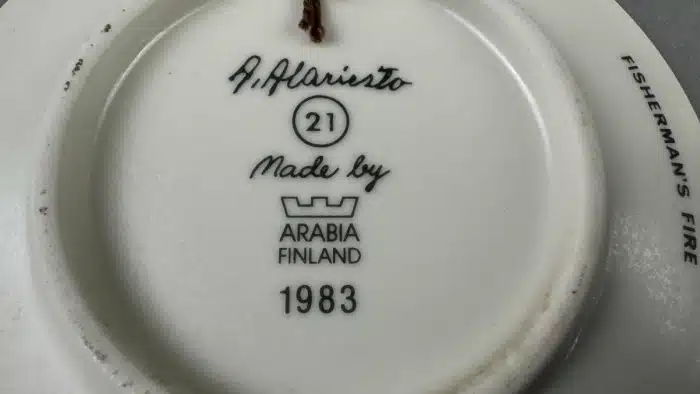 A. Alariesto
21
Made by
ARABIA
FINLAND
1983
FISHERMAN'S FIRE